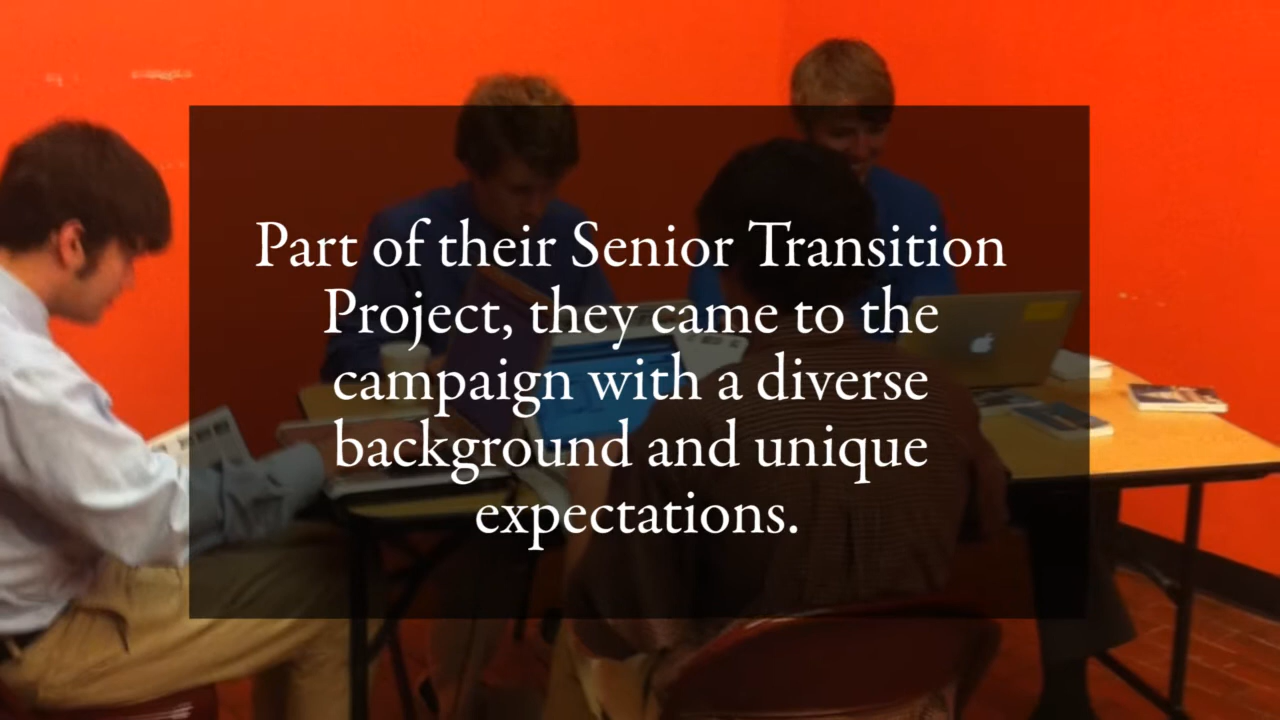 Part of their Senior Transition
Project, they came to the
campaign with a diverse
background and unique
expectations.